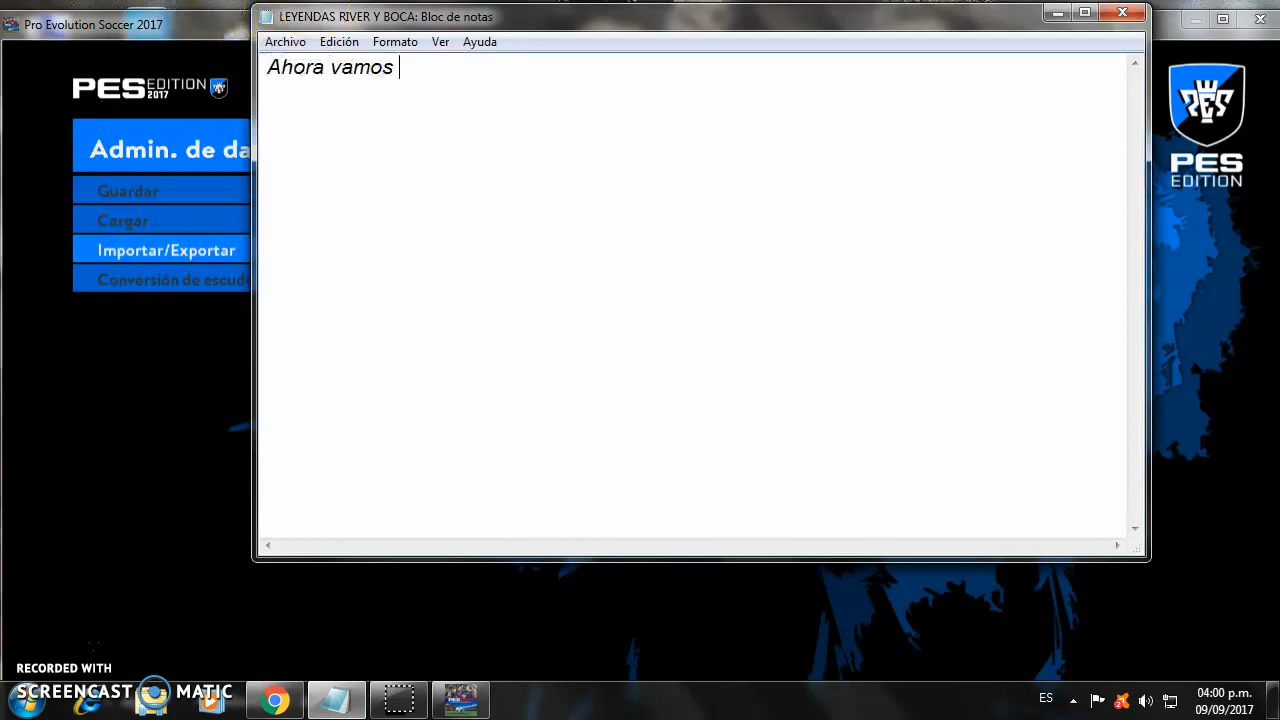 Pro Evolution Soccer 2017
LEYENDAS RIVER Y BOCA: Bloc de notas
Archivo Edición Formato Ver Ayuda
Ahora vamos
PES EDITION 2017
Admin. de da
Guardar
Cargar
Importar/Exportar
Conversión de escud
PES
PES
EDITION
RECORDED WITH
SCREENCAST MATIC
ES
04:00 p.m.
09/09/2017